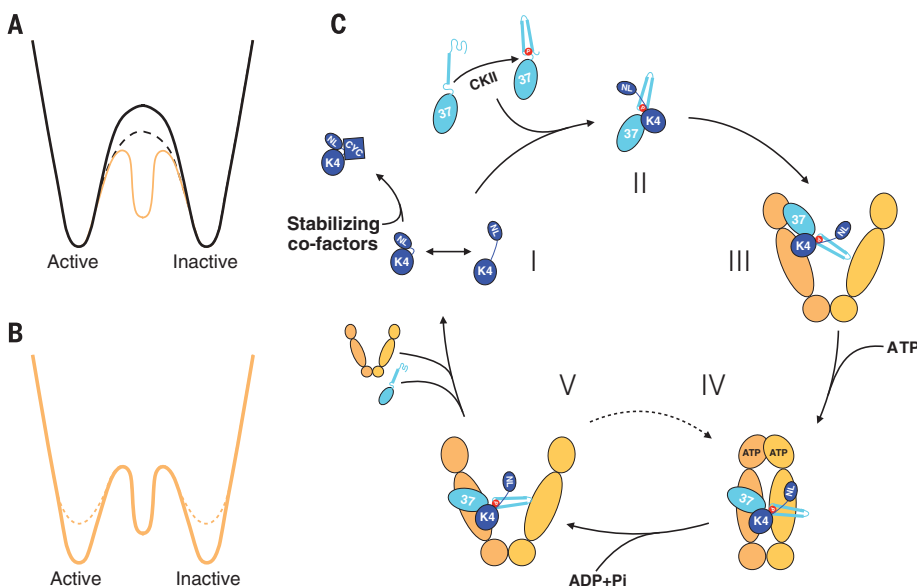 A
Active
Inactive
B
Active
Inactive
C
37
CKII
P
37
NL
P
K4
37
II
NL
CYC
K4
Stabilizing
co-factors
NL
K4
NL
K4
I
37
P
NL
K4
III
ATP
V
IV
ATP
ATP
NL
37
P
K4
NL
37
P
K4
ADP+Pi